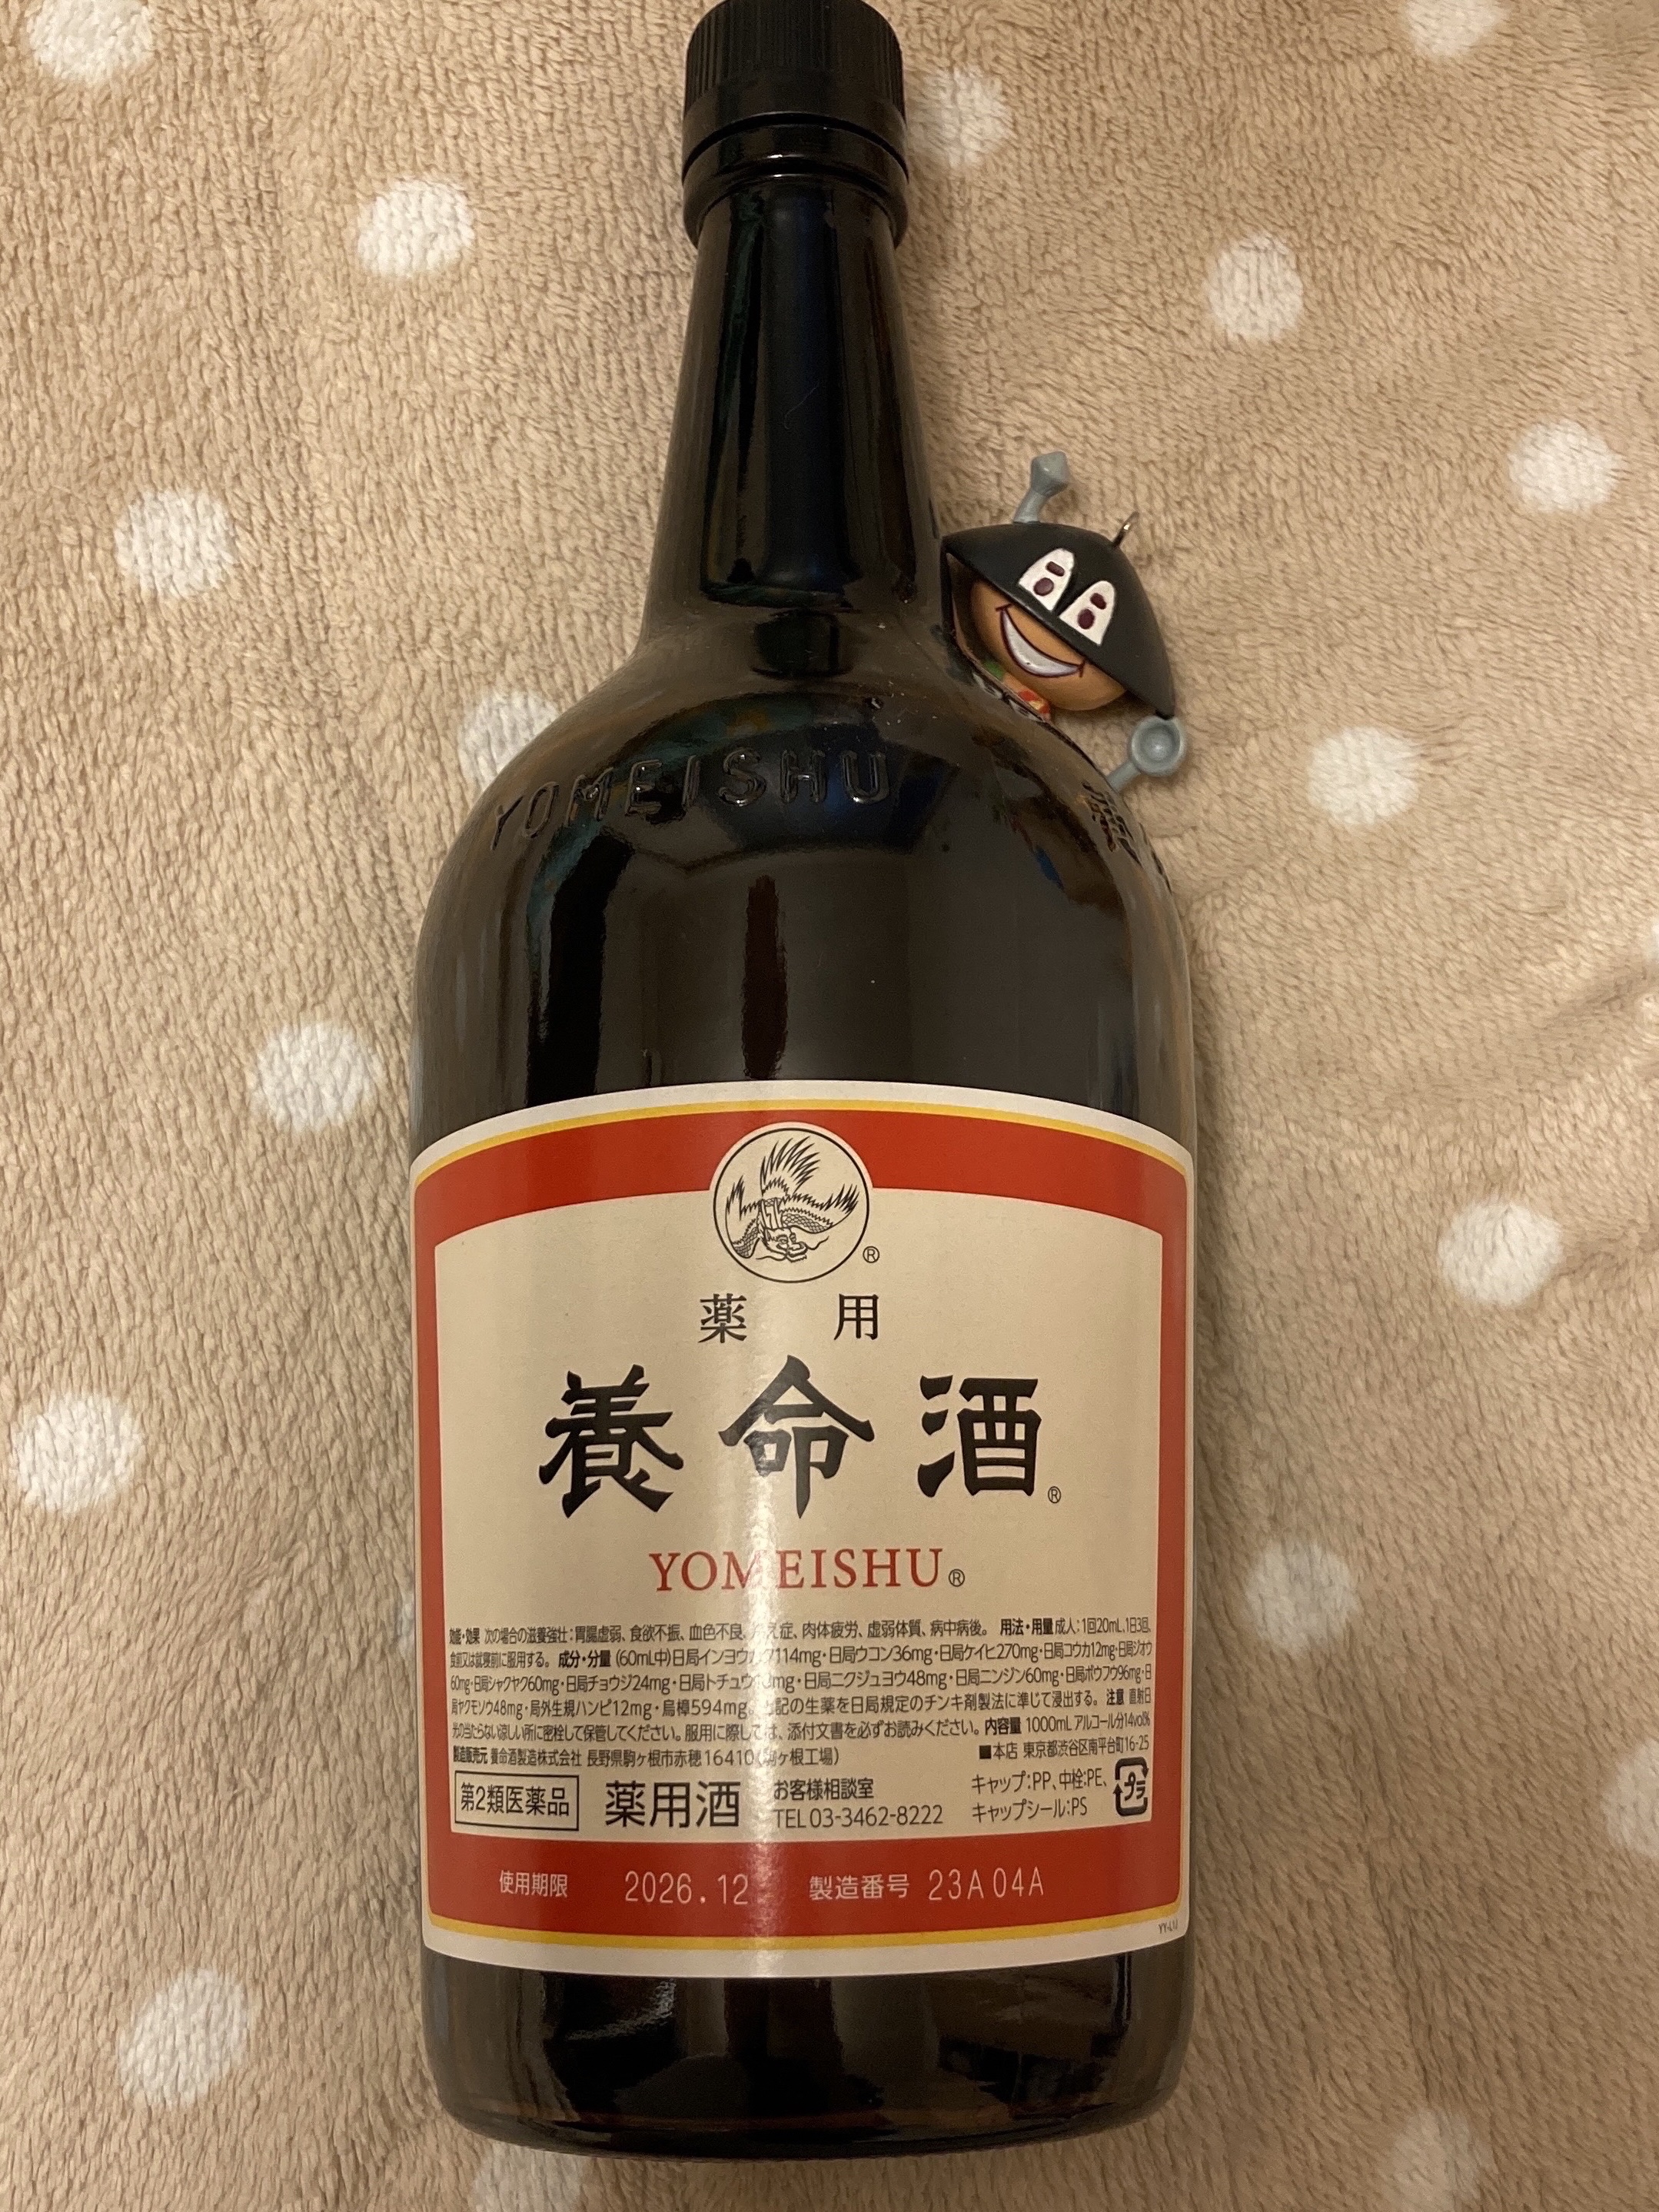 YOMEISHU
®
薬 用
養命酒®
YOMEISHU®
効能・効果 次の場合の滋養強壮:胃腸虚弱、食欲不振、血色不良、冷え症、肉体疲労、虚弱体質、病中病後。 用法・用量 成人:1回20mL、1日3回、
食前又は就寝前に服用する。 成分・分量 (60mL中)日局インヨウカク114mg・日局ウコン36mg・日局ケイヒ270mg・日局コウカ12mg・日局ジオウ
60mg・日局シャクヤク60mg・日局チョウジ24mg・日局トチュウ mg・日局ニクジュヨウ48mg・日局ニンジン60mg・日局ボウフウ96mg・日
局ヤクモソウ48mg・局外生規ハンピ12mg・烏樟594mg。上記の生薬を日局規定のチンキ剤製法に準じて浸出する。 注意 直射日
光の当たらない涼しい所に密栓して保管してください。服用に際しては、添付文書を必ずお読みください。 内容量 1000mL アルコール分14vol%
製造販売元 養命酒製造株式会社 長野県駒ヶ根市赤穂16410(駒ヶ根工場) ■本店 東京都渋谷区南平台町16-25
第2類医薬品 薬用酒 お客様相談室 TEL 03-3462-8222 キャップ:PP、中栓:PE、 キャップシール:PS プラ
使用期限 2026.12 製造番号 23A04A